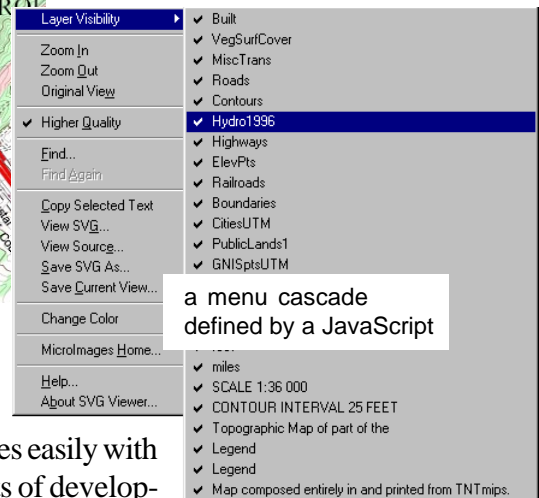 Layer Visibility
Zoom In
Zoom Out
Original View
Higher Quality
Find...
Find Again
Copy Selected Text
View SVG...
View Source...
Save SVG As...
Save Current View...
Change Color
MicroImages Home...
Help...
About SVG Viewer...
Built
VegSurfCover
MiscTrans
Roads
Contours
Hydro1996
Highways
ElevPts
Railroads
Boundaries
CitiesUTM
PublicLands1
GNISptsUTM
a menu cascade
defined by a JavaScript
miles
SCALE 1:36 000
CONTOUR INTERVAL 25 FEET
Topographic Map of part of the
Legend
Legend
Map composed entirely in and printed from TNTmips.
es easily with
s of develop-